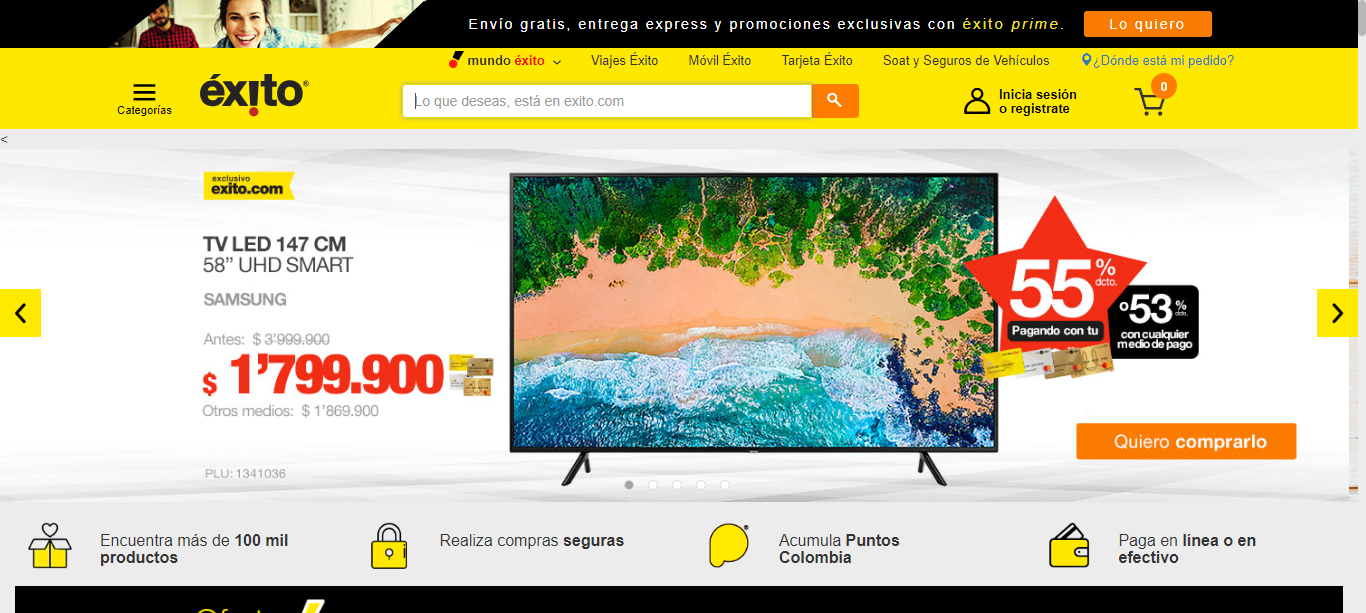 Envío gratis, entrega express y promociones exclusivas con éxito prime.
Lo quiero
mundo éxito
Viajes Éxito
Móvil Éxito
Tarjeta Éxito
Soat y Seguros de Vehículos
¿Dónde está mi pedido?
Categorías
éxito®
Lo que deseas, está en exito.com
Inicia sesión
o registrate
0
<
exclusivo
exito.com
TV LED 147 CM
58” UHD SMART
SAMSUNG
Antes: $ 3’999.900
$ 1’799.900
Otros medios: $ 1’869.900
PLU: 1341036
55% dcto.
Pagando con tu
o 53% dcto.
con cualquier
medio de pago
Quiero comprarlo
Encuentra más de 100 mil
productos
Realiza compras seguras
Acumula Puntos
Colombia
Paga en línea o en
efectivo